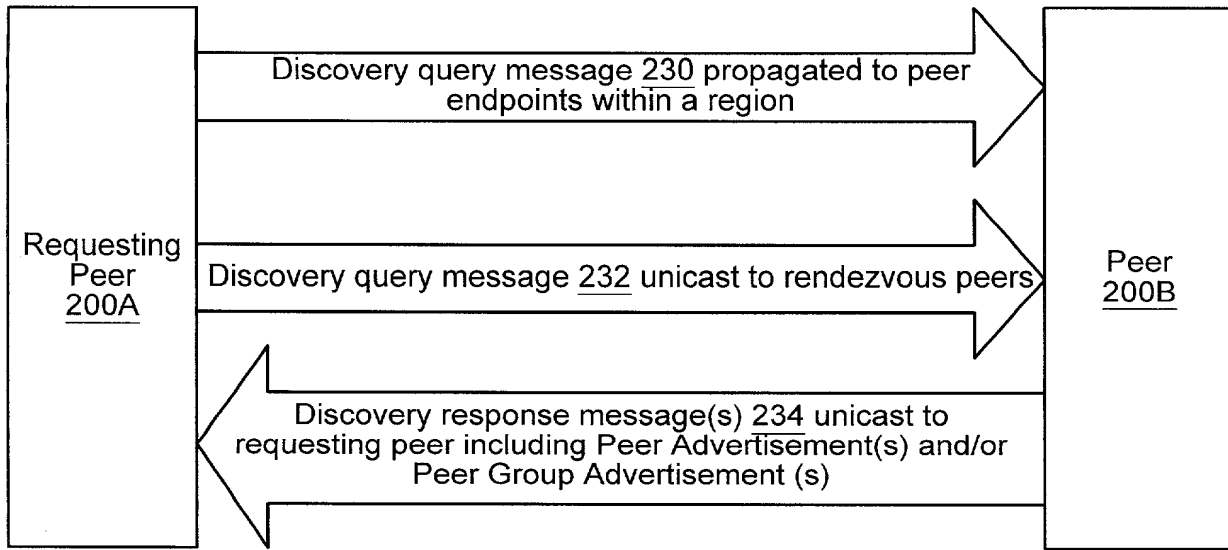 Discovery query message 230 propagated to peer
endpoints within a region
Requesting
Peer
200A
Discovery query message 232 unicast to rendezvous peers
Peer
200B
Discovery response message(s) 234 unicast to
requesting peer including Peer Advertisement(s) and/or
Peer Group Advertisement (s)